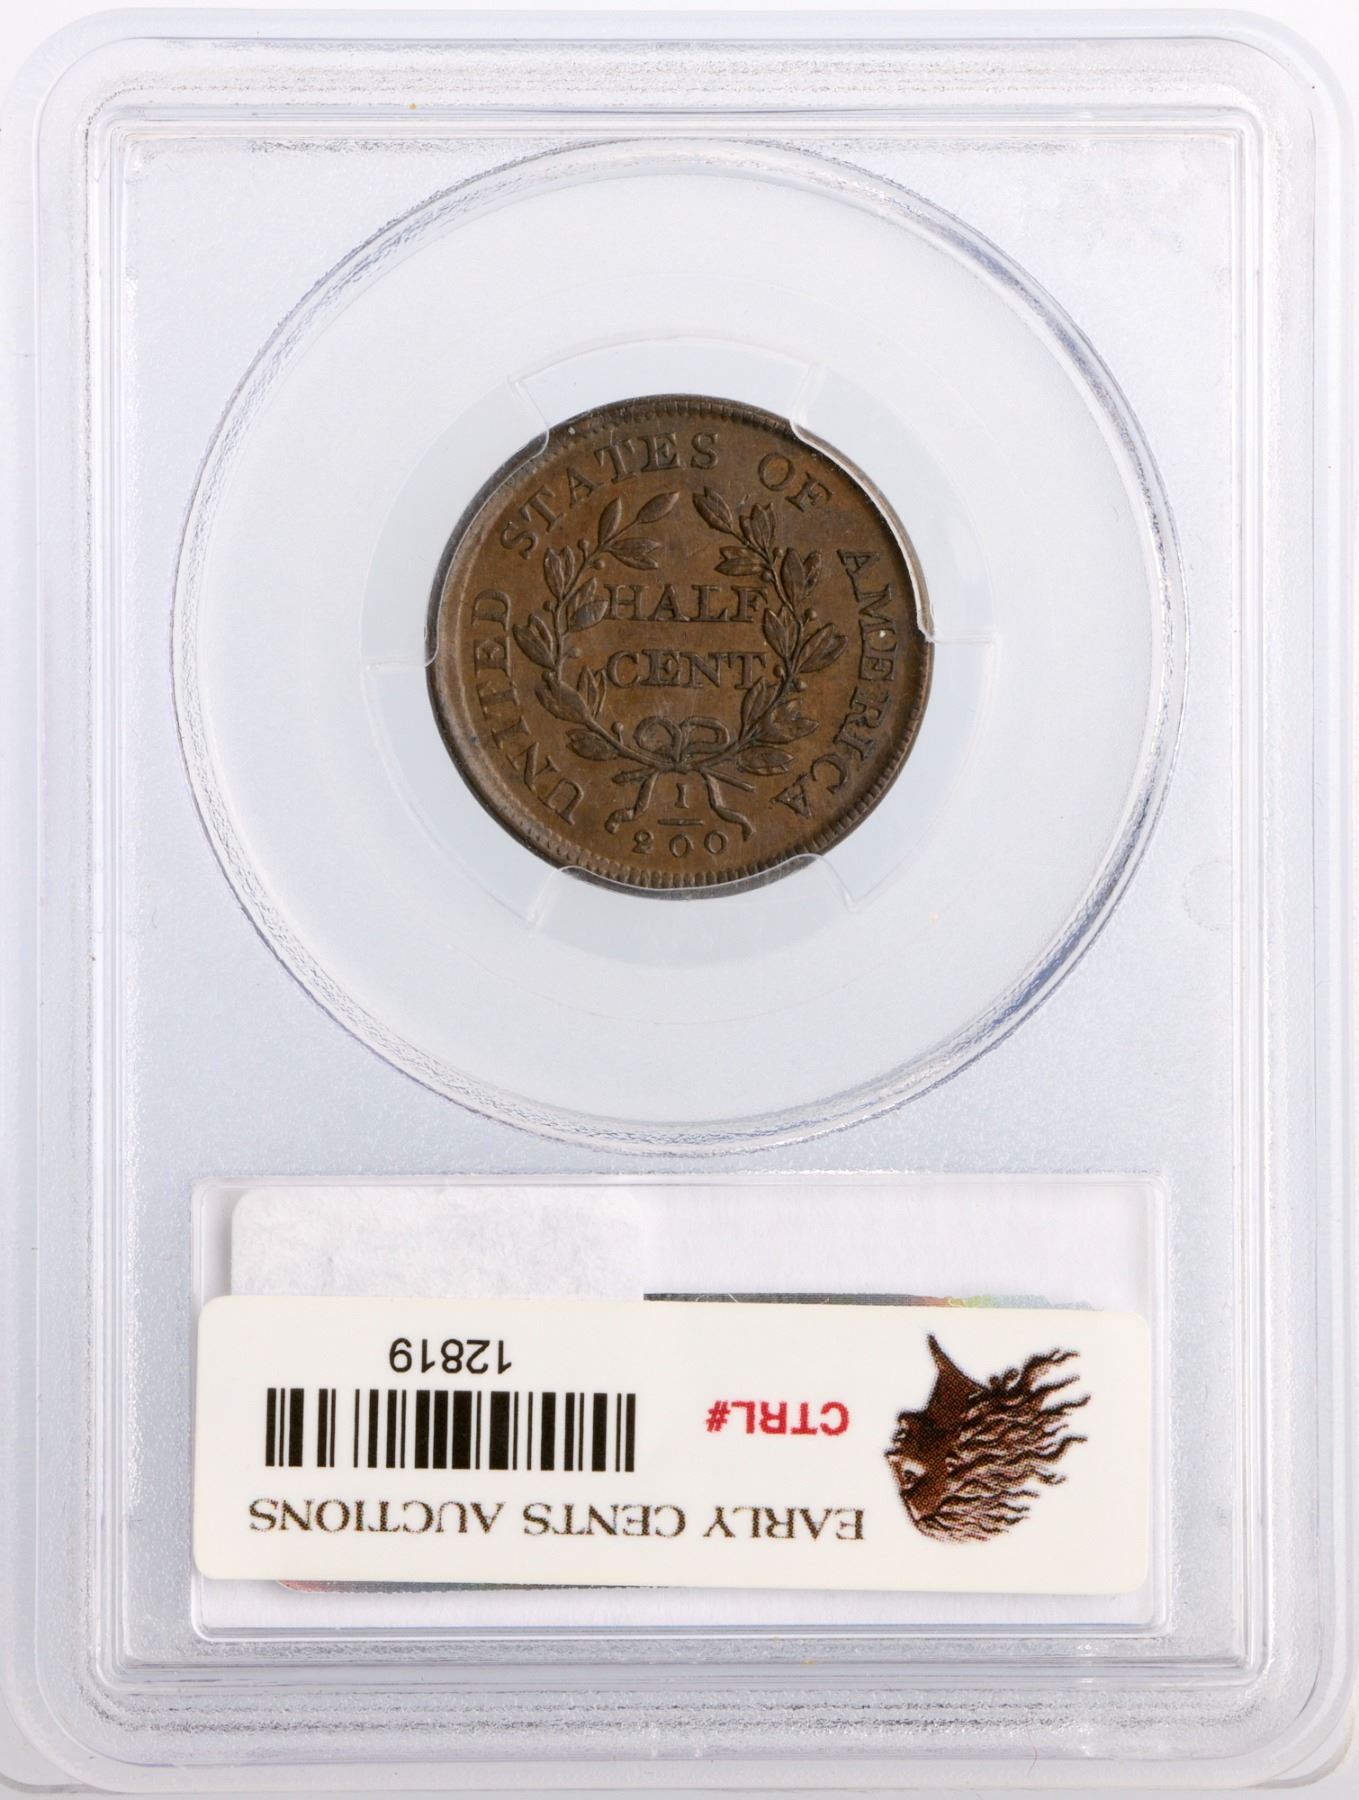 UNITED STATES OF AMERICA
HALF
CENT
1
200
EARLY CENTS AUCTIONS
CTRL#
12819